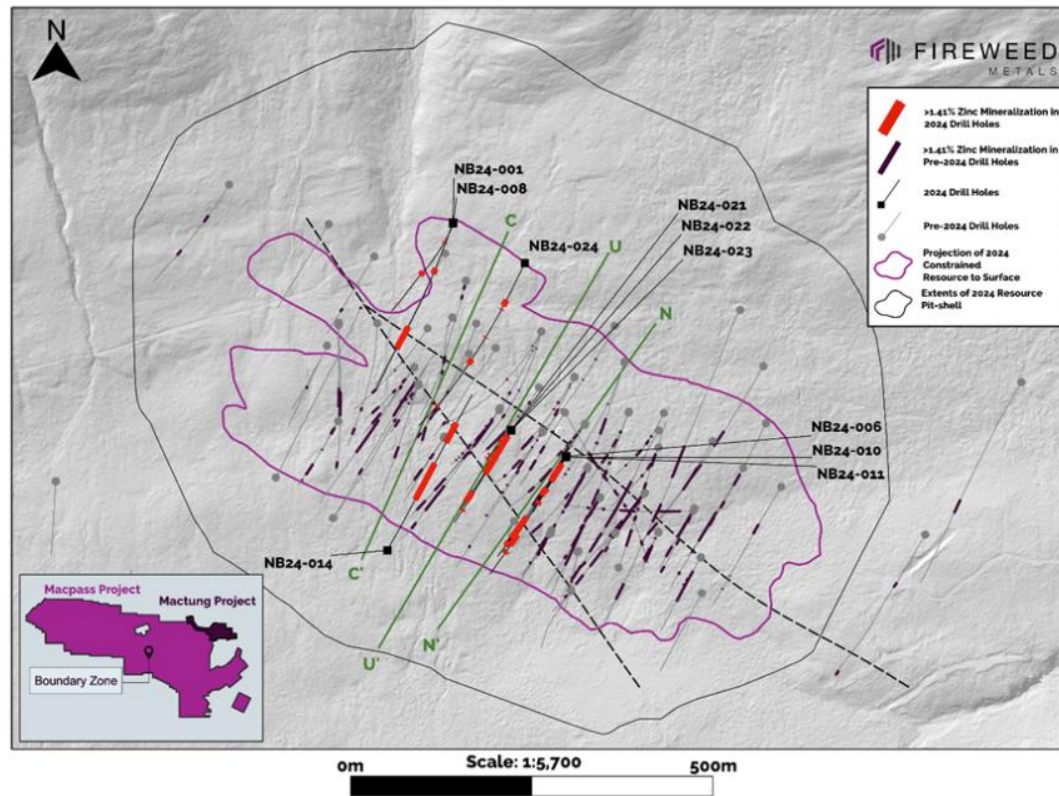 N
FIREWEED
METALS
>1.41% Zinc Mineralization in
2024 Drill Holes
>1.41% Zinc Mineralization in
Pre-2024 Drill Holes
2024 Drill Holes
Pre-2024 Drill Holes
Projection of 2024
Constrained
Resource to Surface
Extents of 2024 Resource
Pit-shell
NB24-001
NB24-008
NB24-021
NB24-022
NB24-023
C
U
NB24-024
N
NB24-006
NB24-010
NB24-011
NB24-014
C'
N'
U'
Macpass Project
Mactung Project
Boundary Zone
0m
Scale: 1:5,700
500m